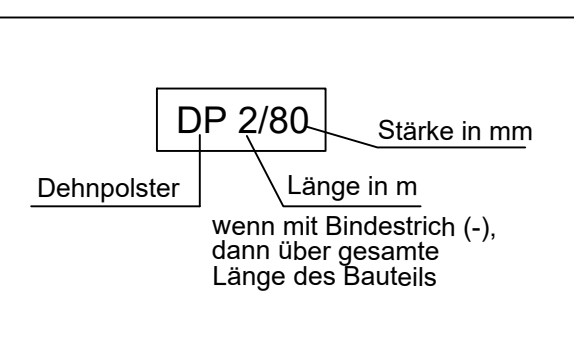 DP 2/80
Stärke in mm
Dehnpolster
Länge in m
wenn mit Bindestrich (-),
dann über gesamte
Länge des Bauteils